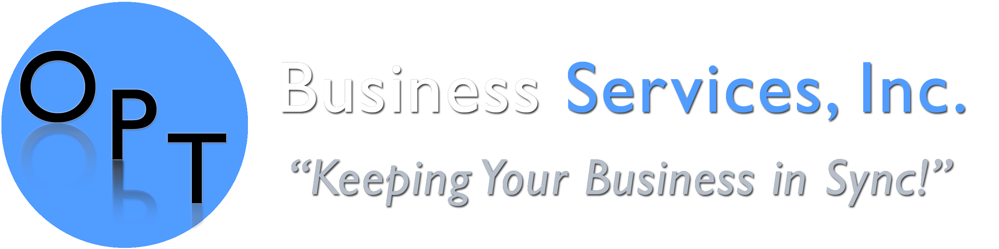 OPT
Business Services, Inc.
“Keeping Your Business in Sync!”